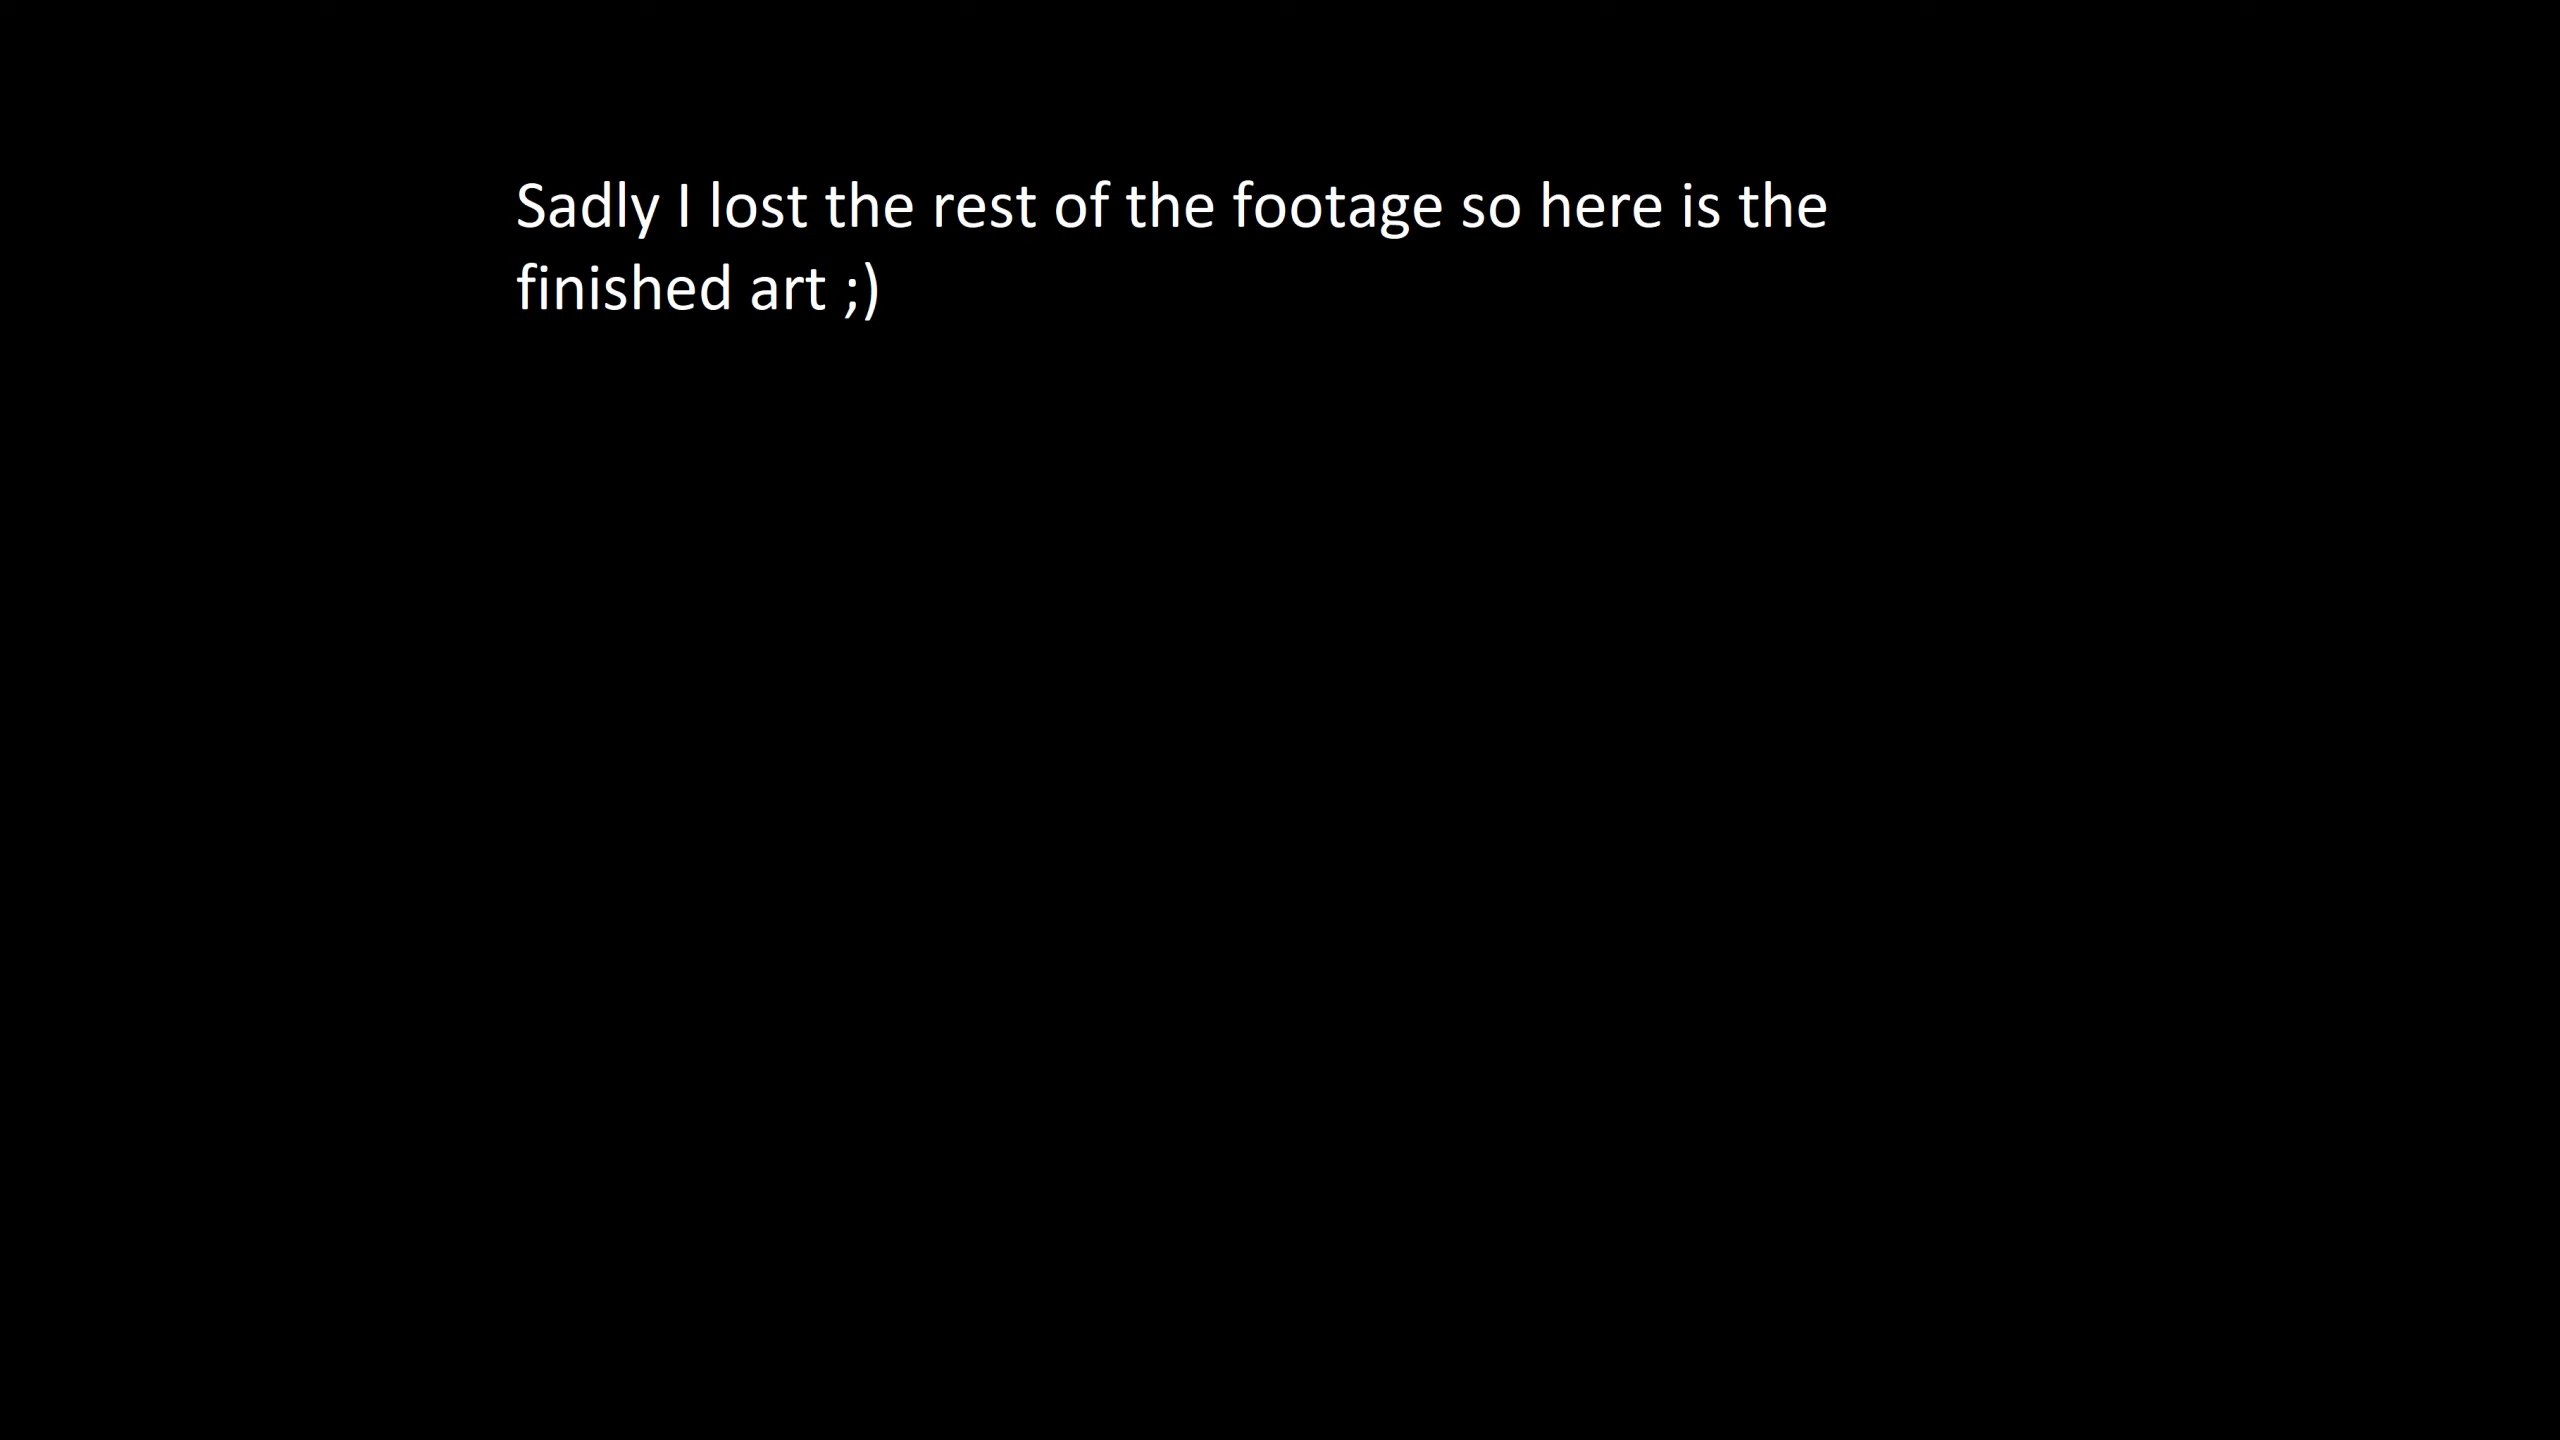 Sadly I lost the rest of the footage so here is the
finished art ;)